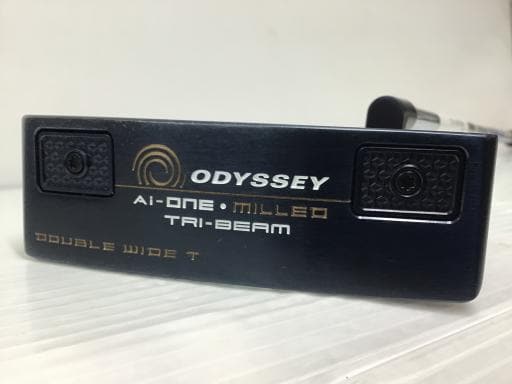 ODYSSEY
Ai-ONE • MILLED
TRI-BEAM
DOUBLE WIDE T